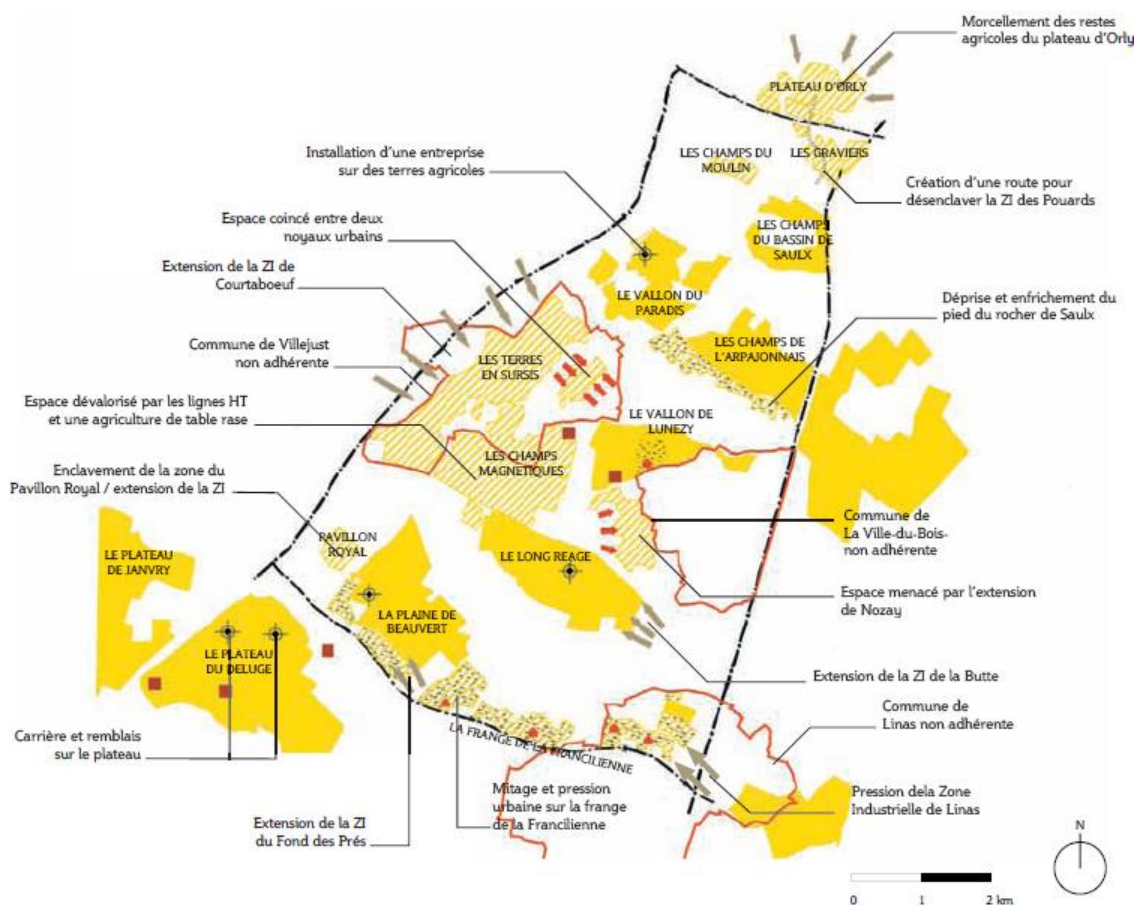 Morcellement des restes
agricoles du plateau d'Orly
PLATEAU D'ORLY
Installation d'une entreprise
sur des terres agricoles
LES CHAMPS DU
MOULIN
LES GRAVIERS
Création d'une route pour
désenclaver la ZI des Pouards
Espace coincé entre deux
noyaux urbains
LES CHAMPS
DU BASSIN DE
SAULX
Extension de la ZI de
Courtaboeuf
LE VALLON DU
PARADIS
Déprise et enfrichement du
pied du rocher de Saulx
Commune de Villejust
non adhérente
LES TERRES
EN SURSIS
LES CHAMPS DE
L'ARPAJONNAIS
Espace dévalorisé par les lignes HT
et une agriculture de table rase
LE VALLON DE
LUNEZY
LES CHAMPS
MAGNETIQUES
Enclavement de la zone du
Pavillon Royal / extension de la ZI
Commune de
La Ville-du-Bois-
non adhérente
PAVILLON
ROYAL
LE PLATEAU
DE JANVRY
LE LONG REAGE
Espace menacé par l'extension
de Nozay
LA PLAINE DE
BEAUVERT
LE PLATEAU
DU DELUGE
Extension de la ZI de la Butte
Commune de
Linas non adhérente
Carrière et remblais
sur le plateau
LA FRANGE DE LA FRANCILIENNE
Mitage et pression
urbaine sur la frange
de la Francilienne
Pression dela Zone
Industrielle de Linas
Extension de la ZI
du Fond des Prés
N
0 1 2 km